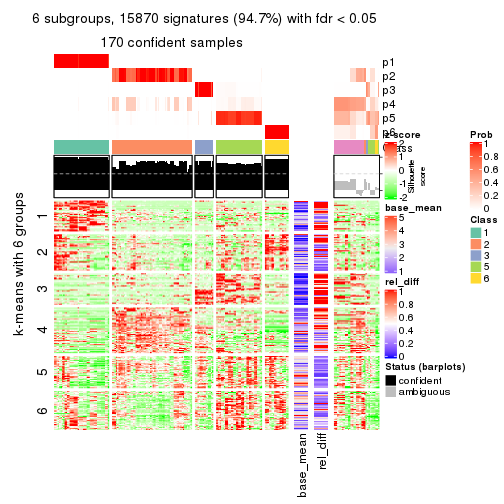 6 subgroups, 15870 signatures (94.7%) with fdr < 0.05
170 confident samples
p1
p2
p3
p4
p5
p6
Class
z-score
2
1
0
-1
-2
Silhouette
score
Prob
1
0.8
0.6
0.4
0.2
0
base_mean
5
4
3
2
1
Class
1
2
3
5
6
rel_diff
1
0.8
0.6
0.4
0.2
0
Status (barplots)
confident
ambiguous
k-means with 6 groups
1
2
3
4
5
6
base_mean
rel_diff